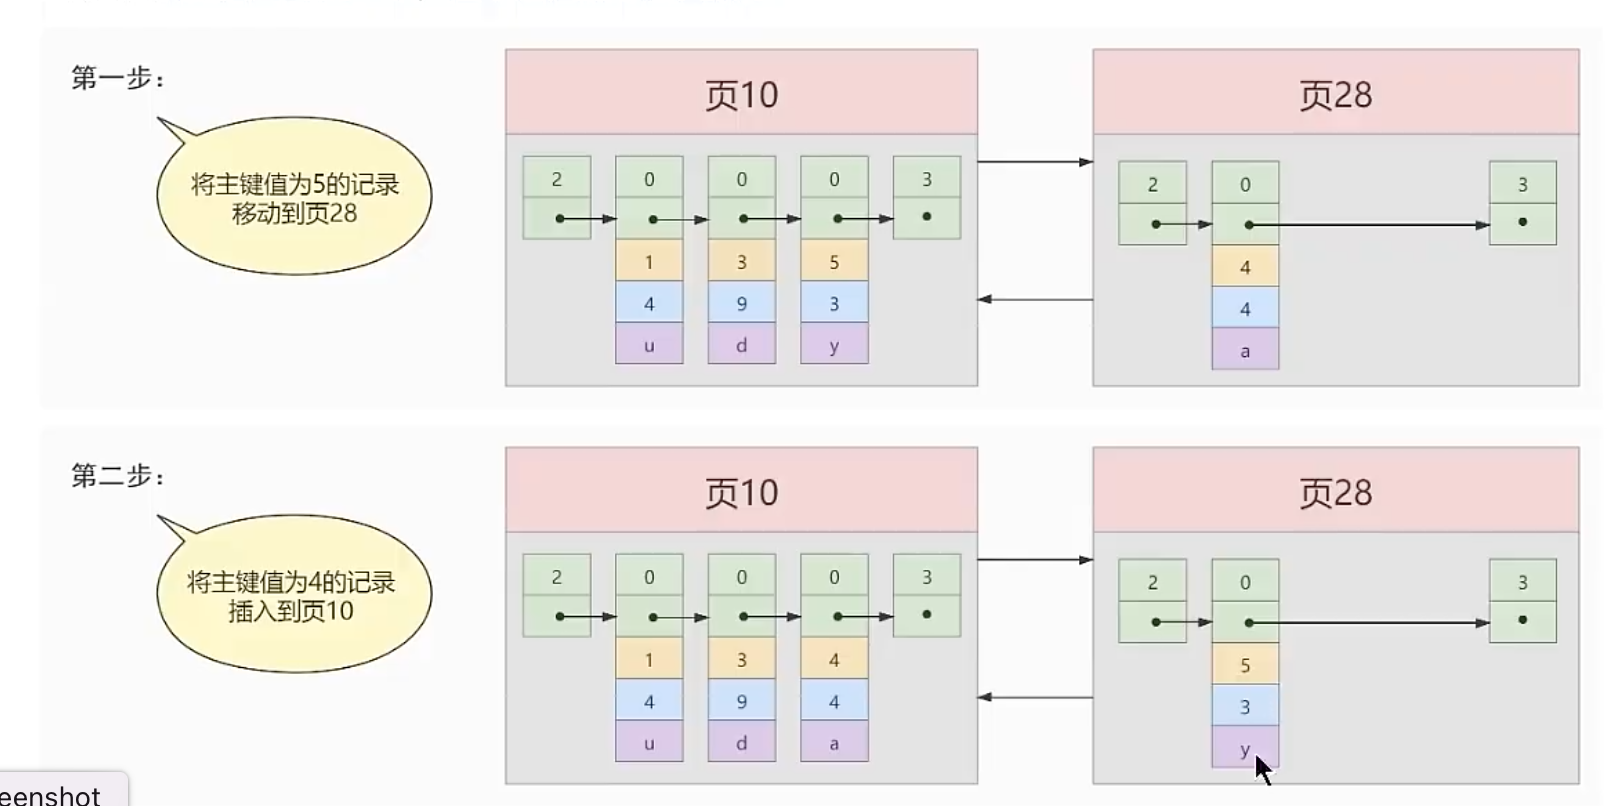 第一步：
将主键值为5的记录
移动到页28
页10
页28
2 0 0 0 3
1 3 5
4 9 3
u d y
2 0 3
4
4
a
第二步：
将主键值为4的记录
插入到页10
页10
页28
2 0 0 0 3
1 3 4
4 9 4
u d a
2 0 3
5
3
y
eenshot